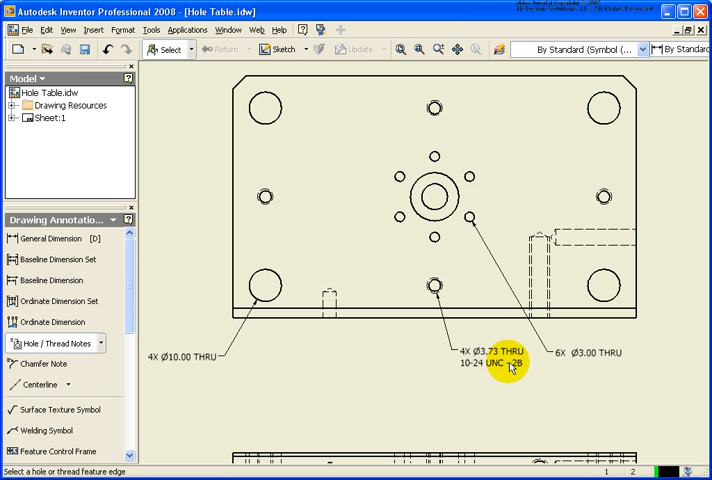 Autodesk Inventor Professional 2008 - [Hole Table.idw]
File Edit View Insert Format Tools Applications Window Web Help
Select Return Sketch Update By Standard (Symbol (... By Standard
Model
Hole Table.idw
Drawing Resources
Sheet:1
Drawing Annotatio...
General Dimension [D]
Baseline Dimension Set
Baseline Dimension
Ordinate Dimension Set
Ordinate Dimension
Hole / Thread Notes
Chamfer Note
Centerline
Surface Texture Symbol
Welding Symbol
Feature Control Frame
4X Ø10.00 THRU
4X Ø3.73 THRU
10-24 UNC - 2B
6X Ø3.00 THRU
Select a hole or thread feature edge
1 2